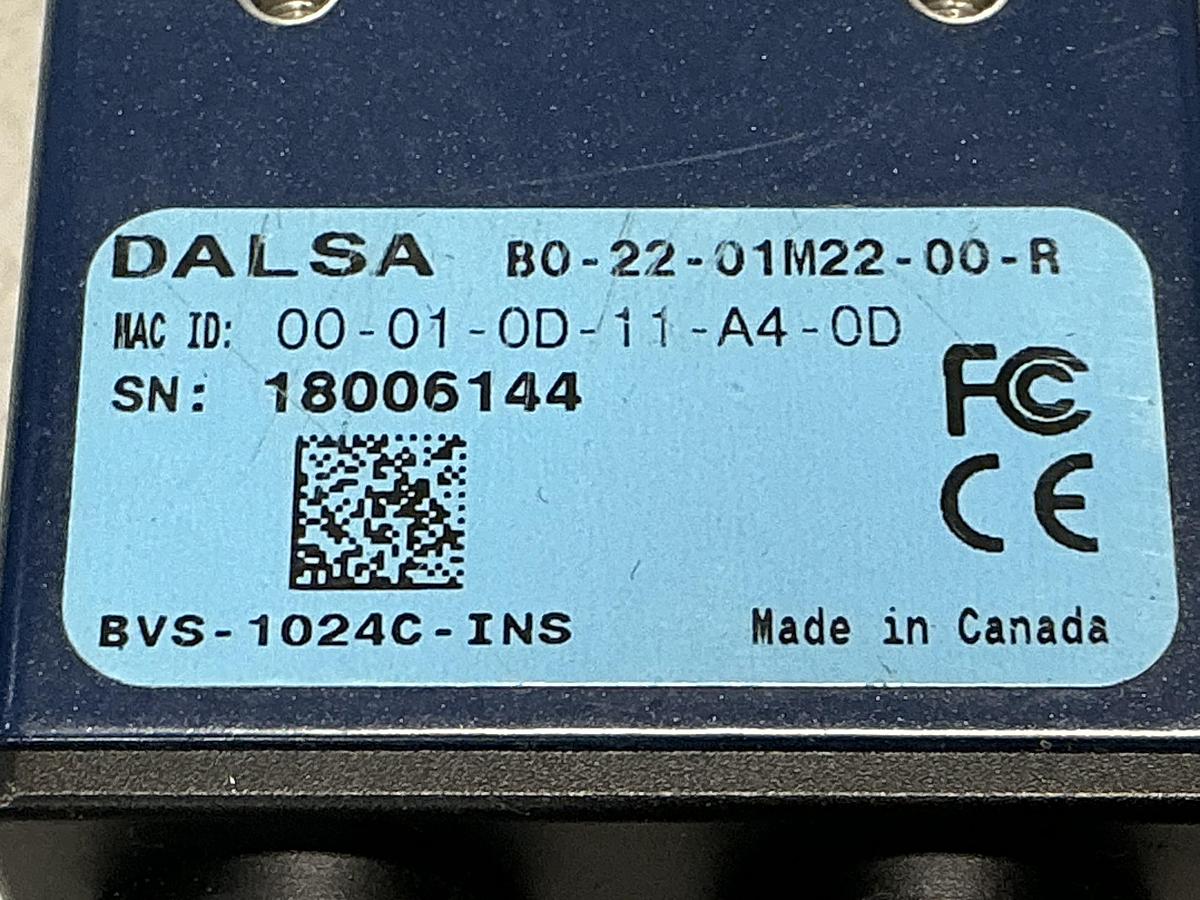 DALSA B0-22-01M22-00-R
MAC ID: 00-01-0D-11-A4-0D
SN: 18006144
FC
CE
BVS-1024C-INS
Made in Canada